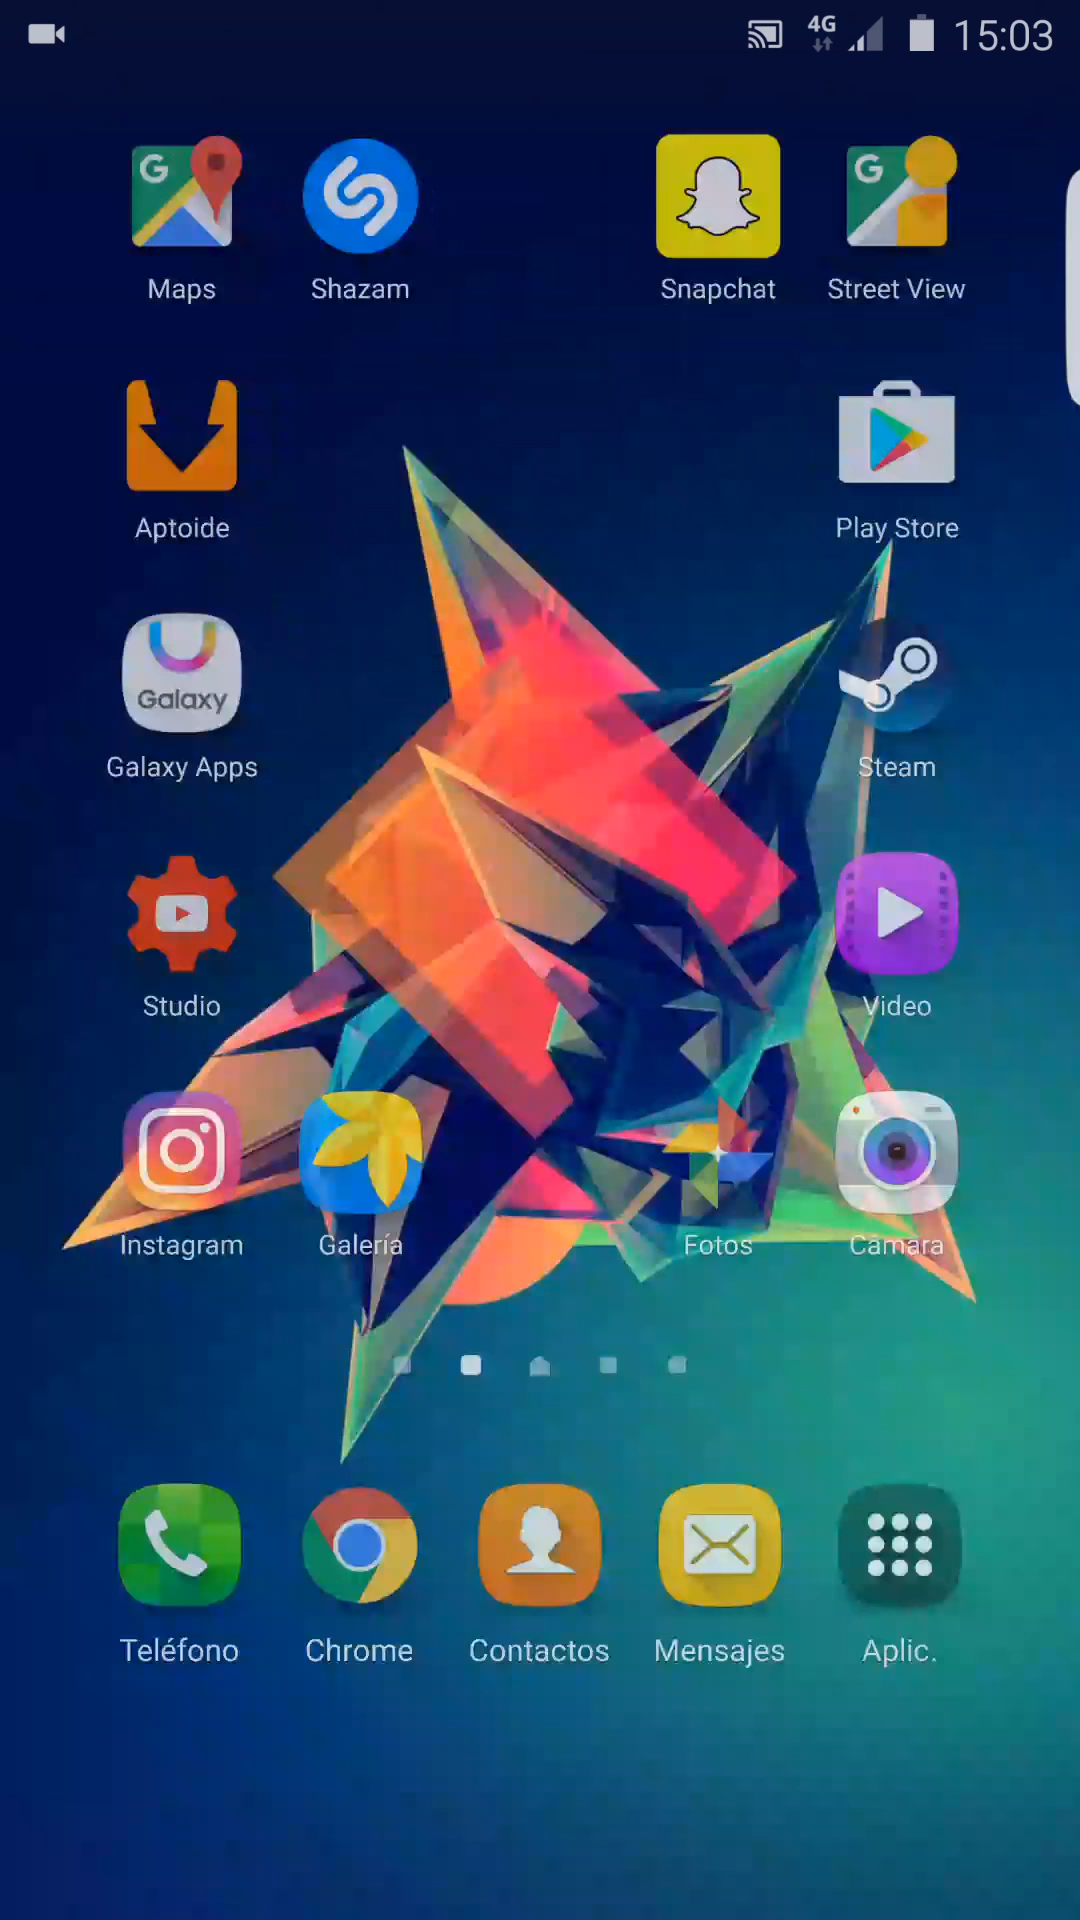 4G 15:03
G G
Maps Shazam Snapchat Street View
Aptoide Play Store
Galaxy
Galaxy Apps Steam
Studio Video
Instagram Galería Fotos Cámara
Teléfono Chrome Contactos Mensajes Aplic.